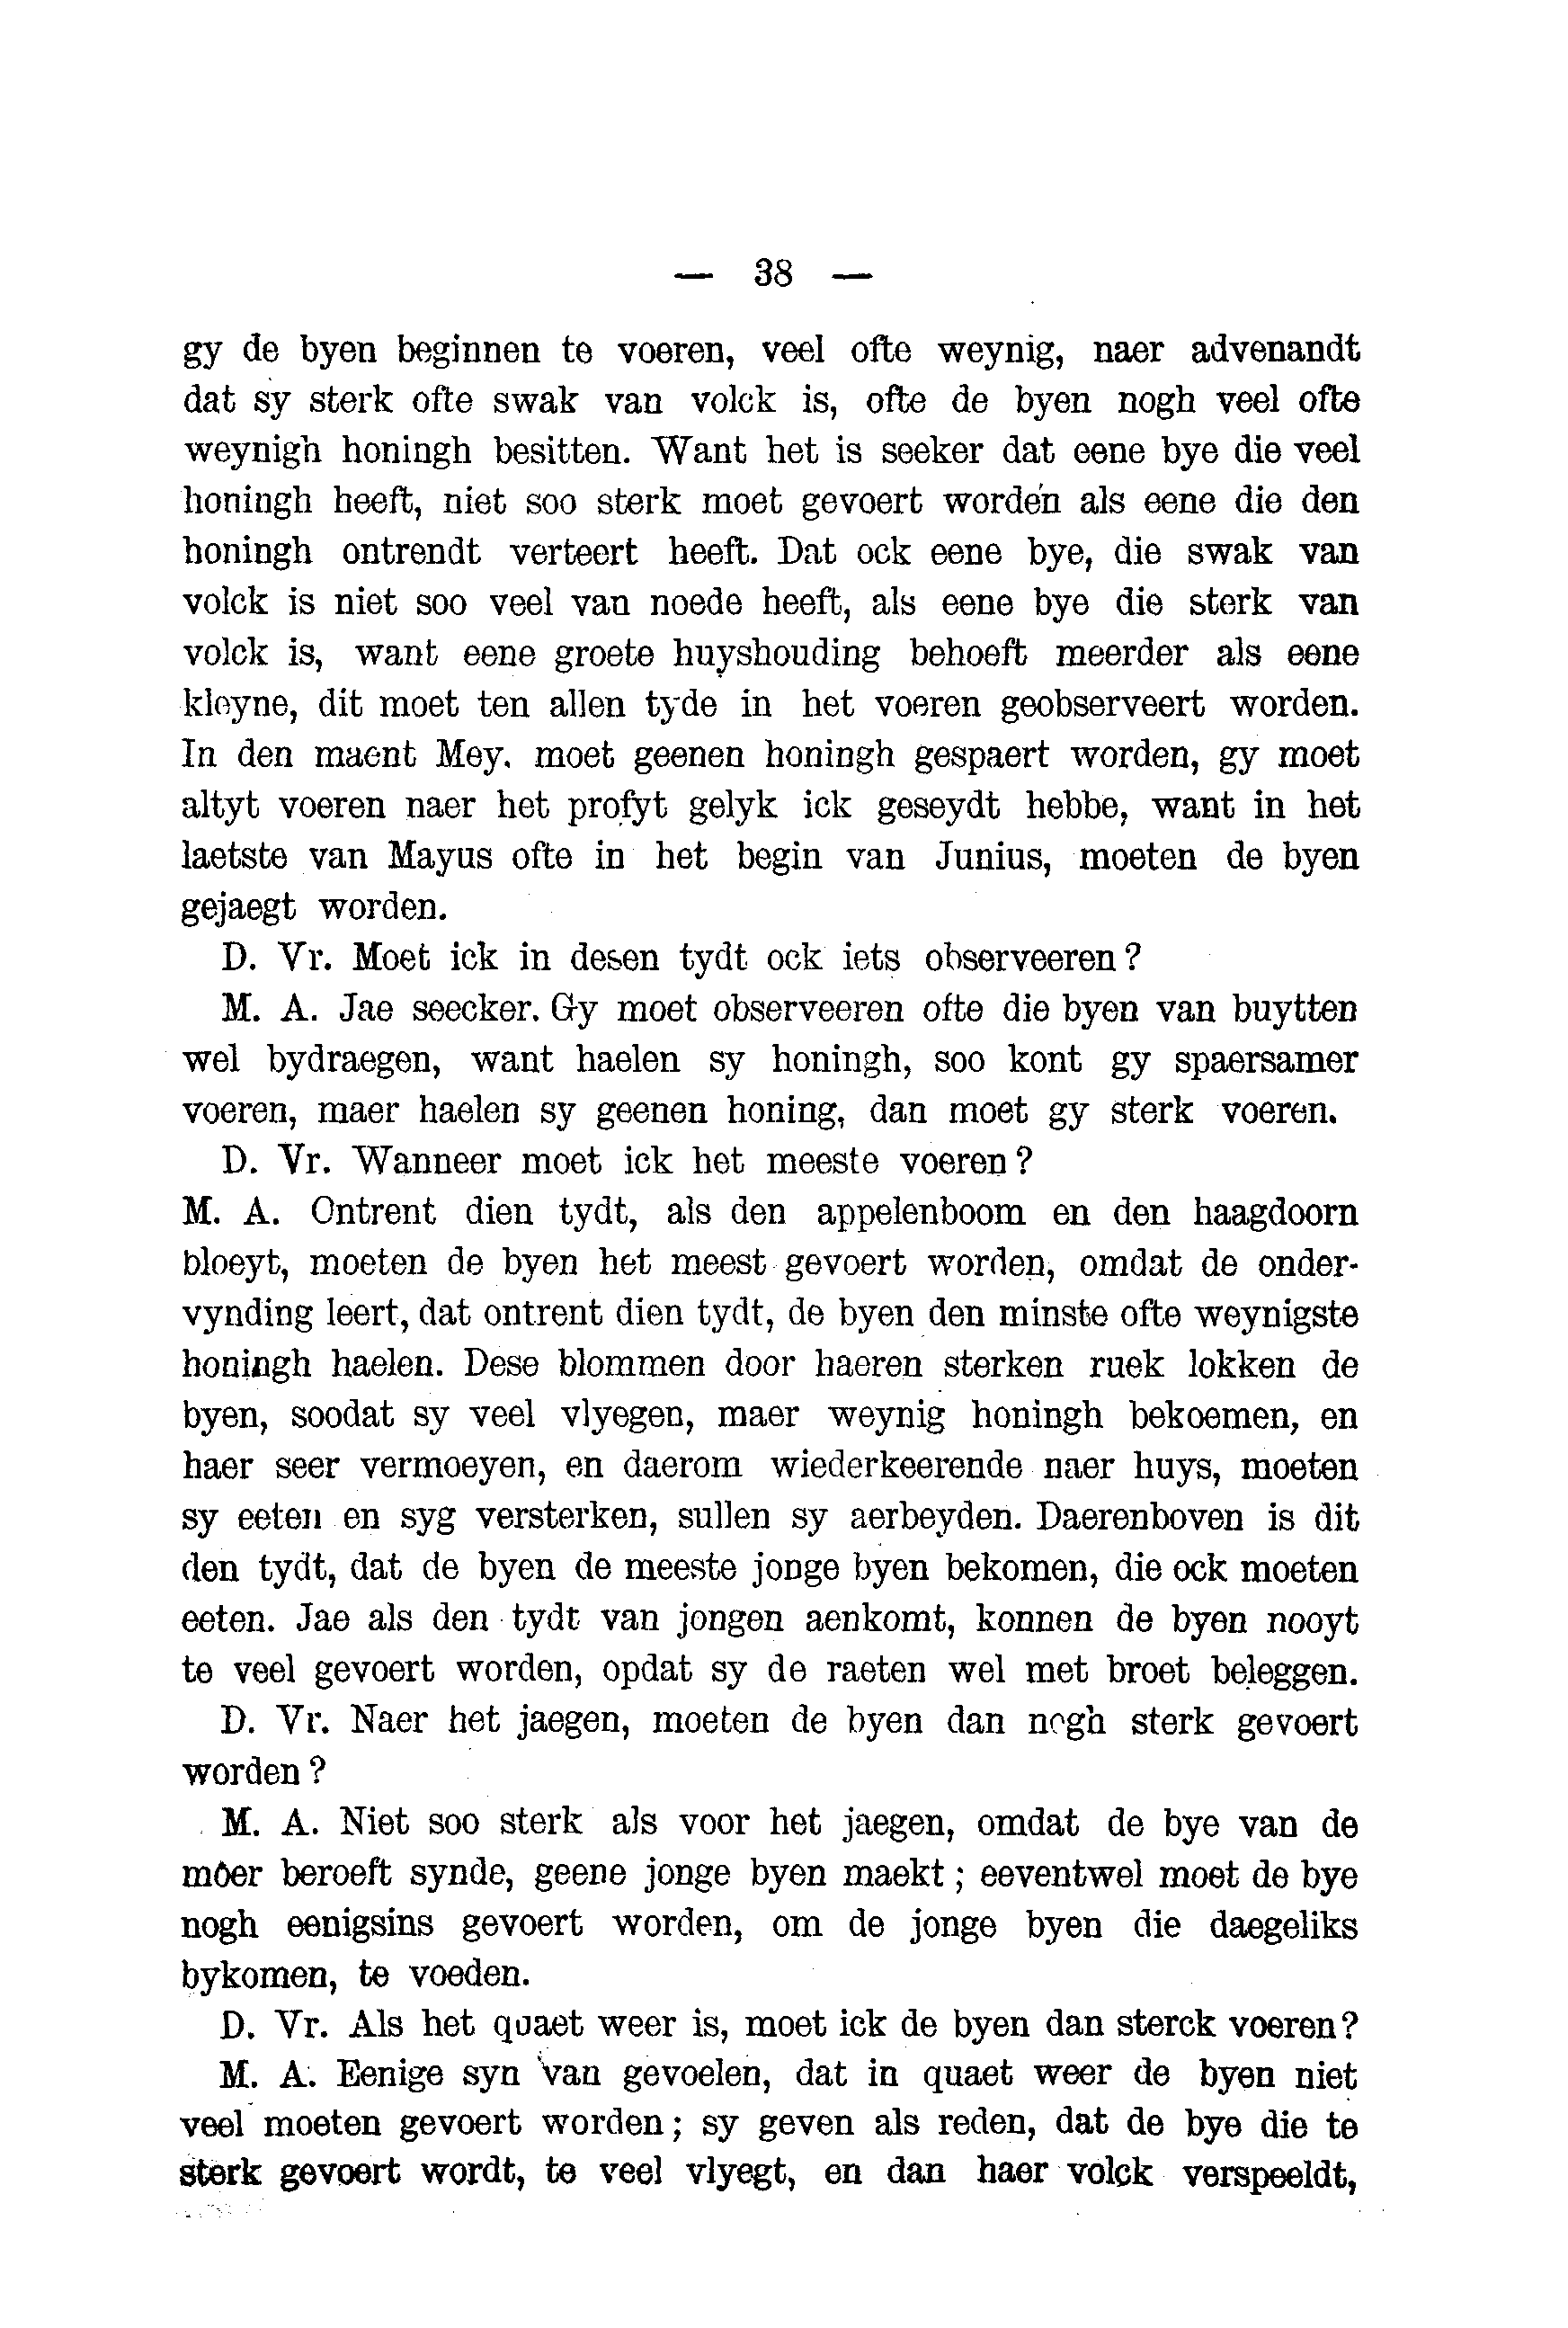 — 38 —
gy de byen beginnen te voeren, veel ofte weynig, naer advenandt
dat sy sterk ofte swak van volck is, ofte de byen nogh veel ofte
weynigh honingh besitten. Want het is seeker dat eene bye die veel
honingh heeft, niet soo sterk moet gevoert worden als eene die den
honingh ontrendt verteert heeft. Dat ock eene bye, die swak van
volck is niet soo veel van noede heeft, als eene bye die sterk van
volck is, want eene groete huyshouding behoeft meerder als eene
kleyne, dit moet ten allen tyde in het voeren geobserveert worden.
In den maent Mey. moet geenen honingh gespaert worden, gy moet
altyt voeren naer het profyt gelyk ick geseydt hebbe, want in het
laetste van Mayus ofte in het begin van Junius, moeten de byen
gejaegt worden.
D. Vr. Moet ick in desen tydt ock iets observeeren?
M. A. Jae seecker. Gy moet observeeren ofte die byen van buytten
wel bydraegen, want haelen sy honingh, soo kont gy spaersamer
voeren, maer haelen sy geenen honing, dan moet gy sterk voeren.
D. Vr. Wanneer moet ick het meeste voeren?
M. A. Ontrent dien tydt, als den appelenboom en den haagdoorn
bloeyt, moeten de byen het meest gevoert worden, omdat de onder-
vynding leert, dat ontrent dien tydt, de byen den minste ofte weynigste
honingh haelen. Dese blommen door haeren sterken ruek lokken de
byen, soodat sy veel vlyegen, maer weynig honingh bekoemen, en
haer seer vermoeyen, en daerom wiederkeerende naer huys, moeten
sy eeten en syg versterken, sullen sy aerbeyden. Daerenboven is dit
den tydt, dat de byen de meeste jonge byen bekomen, die ock moeten
eeten. Jae als den tydt van jongen aenkomt, konnen de byen nooyt
te veel gevoert worden, opdat sy de raeten wel met broet beleggen.
D. Vr. Naer het jaegen, moeten de byen dan nogh sterk gevoert
worden?
M. A. Niet soo sterk als voor het jaegen, omdat de bye van de
moer beroeft synde, geene jonge byen maekt; eeventwel moet de bye
nogh eenigsins gevoert worden, om de jonge byen die daegeliks
bykomen, te voeden.
D. Vr. Als het quaet weer is, moet ick de byen dan sterck voeren?
M. A. Eenige syn van gevoelen, dat in quaet weer de byen niet
veel moeten gevoert worden; sy geven als reden, dat de bye die te
sterk gevoert wordt, te veel vlyegt, en dan haer volck verspeeldt,